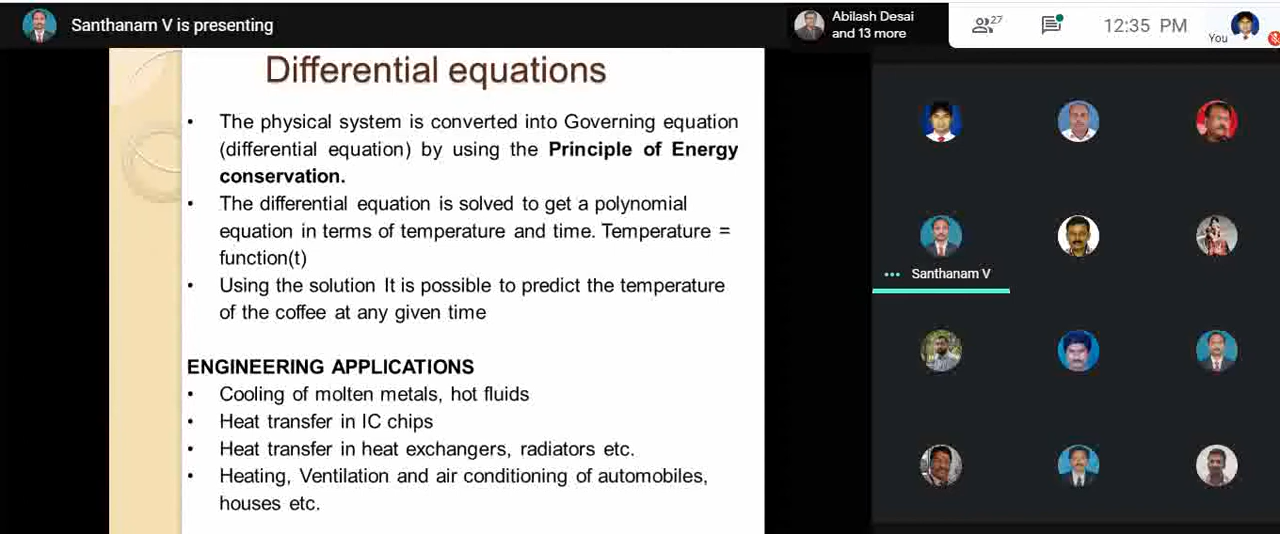 Santhanam V is presenting
Abilash Desai
and 13 more
27
12:35 PM
You
Differential equations
• The physical system is converted into Governing equation
(differential equation) by using the Principle of Energy
conservation.
• The differential equation is solved to get a polynomial
equation in terms of temperature and time. Temperature =
function(t)
• Using the solution It is possible to predict the temperature
of the coffee at any given time
ENGINEERING APPLICATIONS
• Cooling of molten metals, hot fluids
• Heat transfer in IC chips
• Heat transfer in heat exchangers, radiators etc.
• Heating, Ventilation and air conditioning of automobiles,
houses etc.
Santhanam V